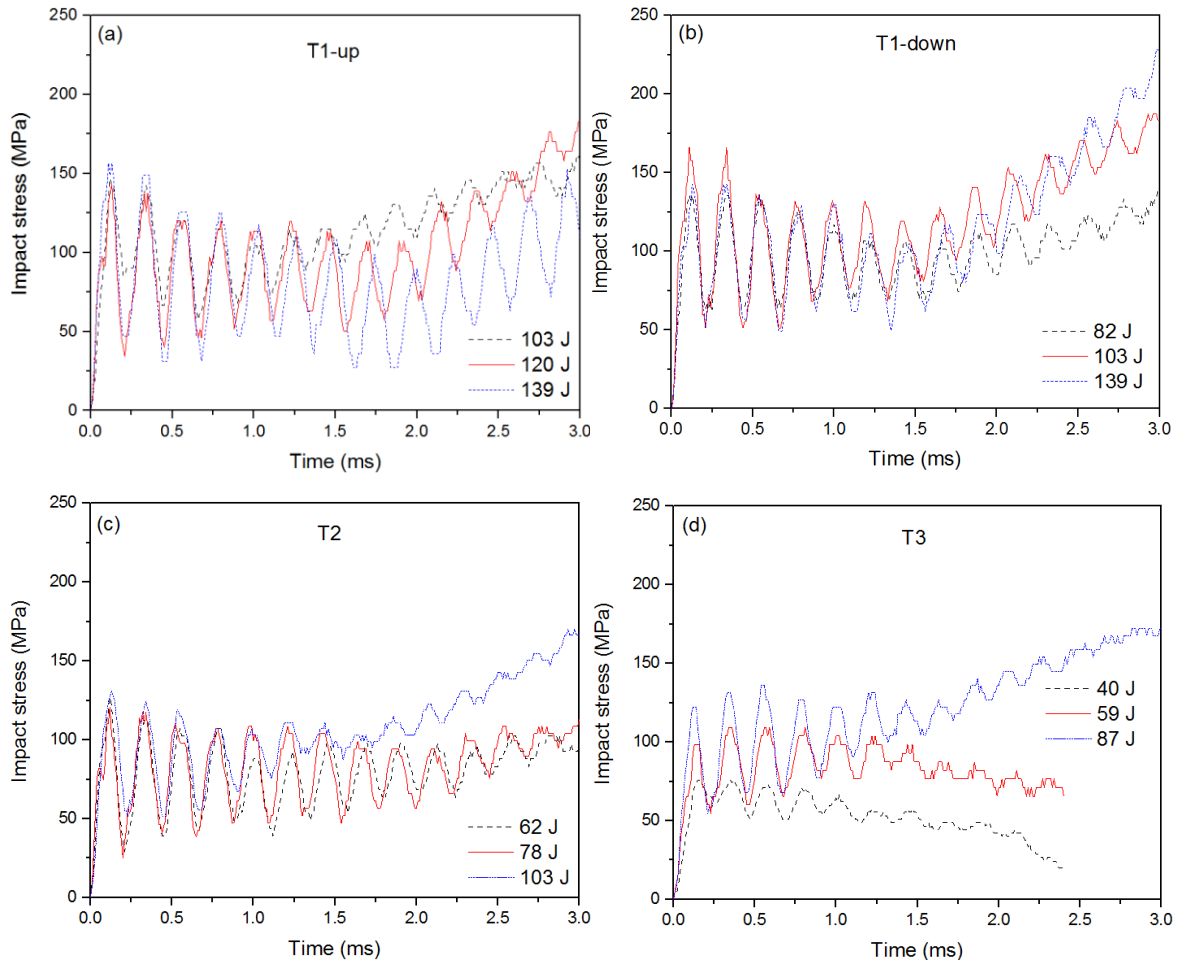 (a)
T1-up
Impact stress (MPa)
250
200
150
100
50
0
103 J
120 J
139 J
0.0 0.5 1.0 1.5 2.0 2.5 3.0
Time (ms)
(b)
T1-down
Impact stress (MPa)
250
200
150
100
50
0
82 J
103 J
139 J
0.0 0.5 1.0 1.5 2.0 2.5 3.0
Time (ms)
(c)
T2
Impact stress (MPa)
250
200
150
100
50
0
62 J
78 J
103 J
0.0 0.5 1.0 1.5 2.0 2.5 3.0
Time (ms)
(d)
T3
Impact stress (MPa)
250
200
150
100
50
0
40 J
59 J
87 J
0.0 0.5 1.0 1.5 2.0 2.5 3.0
Time (ms)